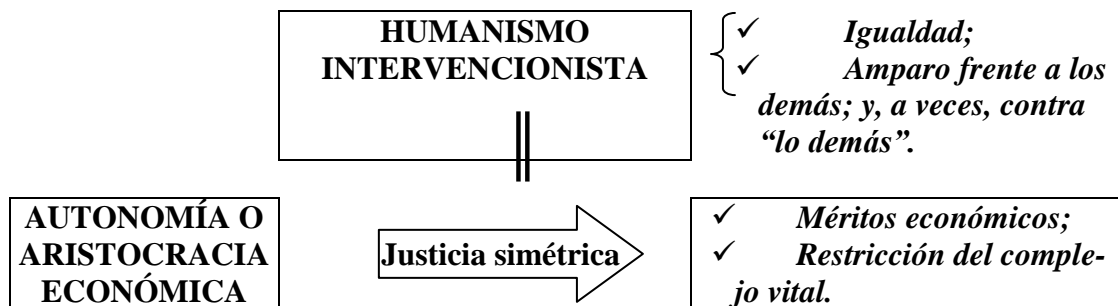 HUMANISMO
INTERVENCIONISTA
✓ Igualdad;
✓ Amparo frente a los
demás; y, a veces, contra
“lo demás”.
AUTONOMÍA O
ARISTOCRACIA
ECONÓMICA
Justicia simétrica
✓ Méritos económicos;
✓ Restricción del comple-
jo vital.